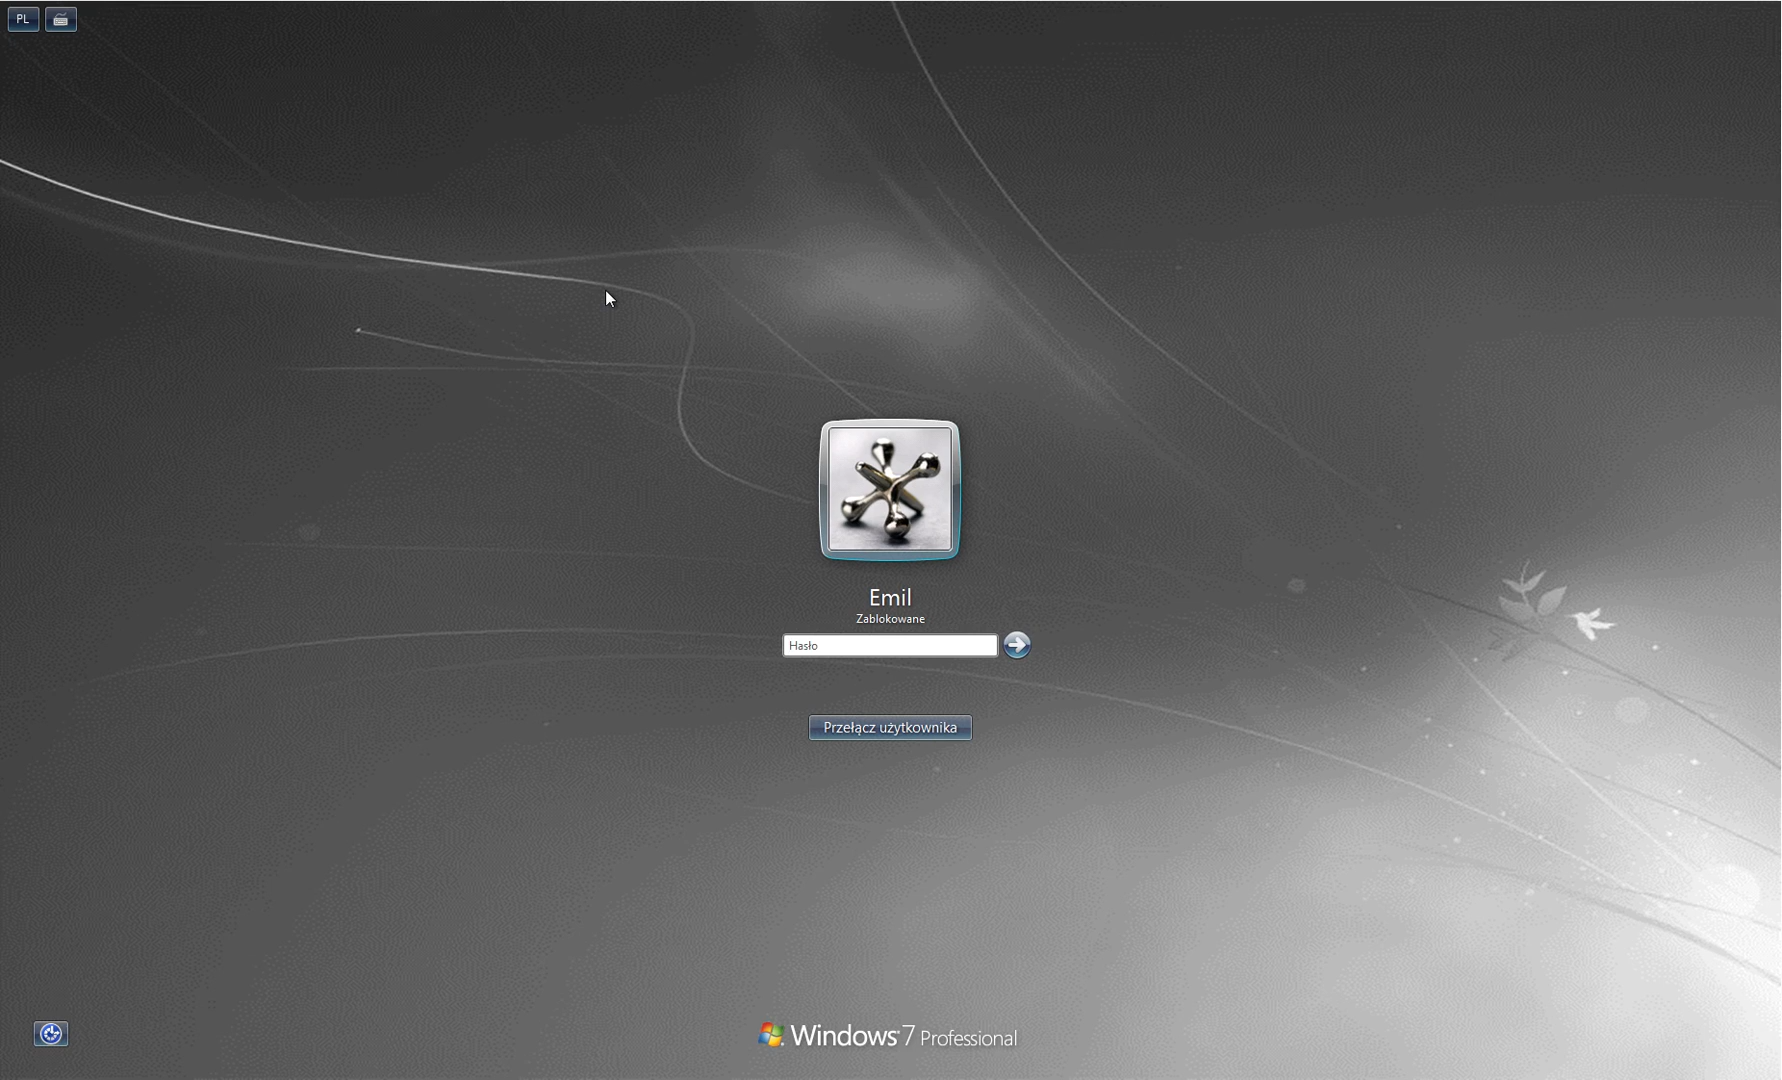 PL
Emil
Zablokowane
Hasło
Przełącz użytkownika
Windows 7 Professional